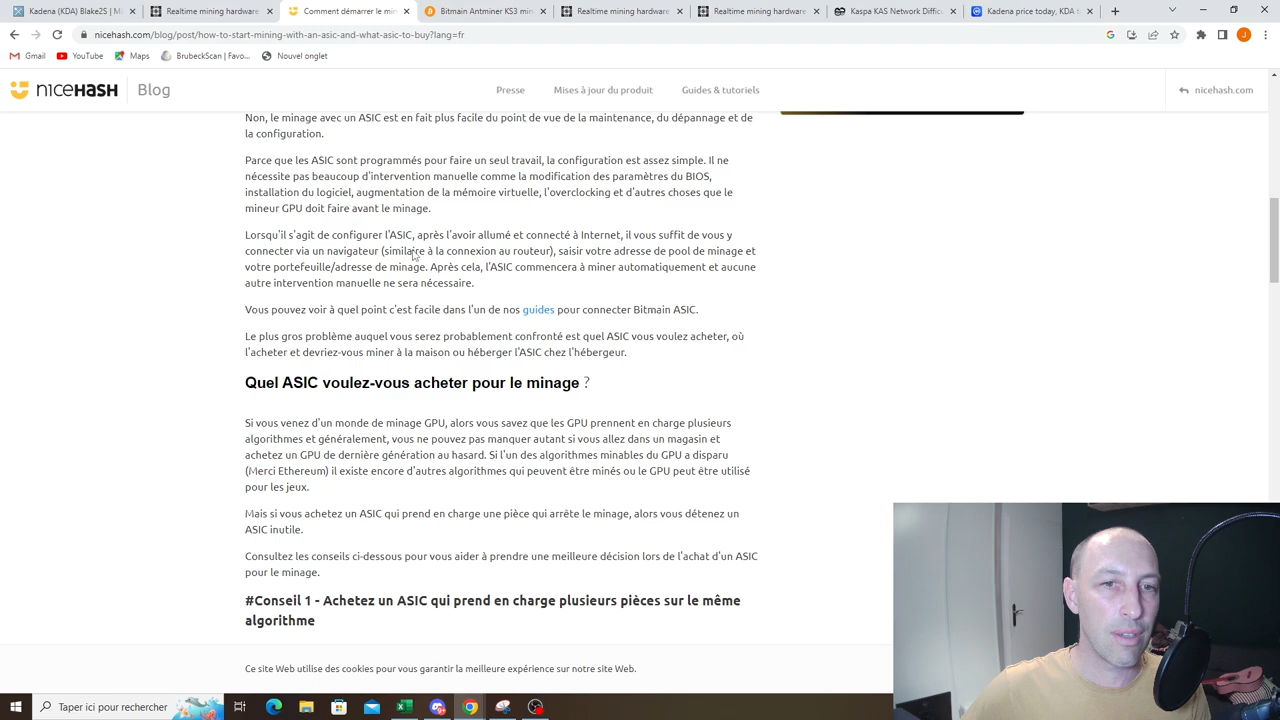 Kadena (KDA) Blake2S | Mi
Realtime mining hardware
Comment démarrer le min
Bitmain Antminer KS3 min
Realtime mining hardware
Realtime mining hardware
Kaspa KAS Network Diffic
Kadena price today, KDA t
nicehash.com/blog/post/how-to-start-mining-with-an-asic-and-what-asic-to-buy?lang=fr
J
Gmail
YouTube
Maps
BrubeckScan | Favo...
Nouvel onglet
NICEHASH
Blog
Presse
Mises à jour du produit
Guides & tutoriels
nicehash.com
Non, le minage avec un ASIC est en fait plus facile du point de vue de la maintenance, du dépannage et de
la configuration.
Parce que les ASIC sont programmés pour faire un seul travail, la configuration est assez simple. Il ne
nécessite pas beaucoup d'intervention manuelle comme la modification des paramètres du BIOS,
installation du logiciel, augmentation de la mémoire virtuelle, l'overclocking et d'autres choses que le
mineur GPU doit faire avant le minage.
Lorsqu'il s'agit de configurer l'ASIC, après l'avoir allumé et connecté à Internet, il vous suffit de vous y
connecter via un navigateur (similaire à la connexion au routeur), saisir votre adresse de pool de minage et
votre portefeuille/adresse de minage. Après cela, l'ASIC commencera à miner automatiquement et aucune
autre intervention manuelle ne sera nécessaire.
Vous pouvez voir à quel point c'est facile dans l'un de nos guides pour connecter Bitmain ASIC.
Le plus gros problème auquel vous serez probablement confronté est quel ASIC vous voulez acheter, où
l'acheter et devriez-vous miner à la maison ou héberger l'ASIC chez l'hébergeur.
Quel ASIC voulez-vous acheter pour le minage ?
Si vous venez d'un monde de minage GPU, alors vous savez que les GPU prennent en charge plusieurs
algorithmes et généralement, vous ne pouvez pas manquer autant si vous allez dans un magasin et
achetez un GPU de dernière génération au hasard. Si l'un des algorithmes minables du GPU a disparu
(Merci Ethereum) il existe encore d'autres algorithmes qui peuvent être minés ou le GPU peut être utilisé
pour les jeux.
Mais si vous achetez un ASIC qui prend en charge une pièce qui arrête le minage, alors vous détenez un
ASIC inutile.
Consultez les conseils ci-dessous pour vous aider à prendre une meilleure décision lors de l'achat d'un ASIC
pour le minage.
#Conseil 1 - Achetez un ASIC qui prend en charge plusieurs pièces sur le même
algorithme
Ce site Web utilise des cookies pour vous garantir la meilleure expérience sur notre site Web.
Taper ici pour rechercher